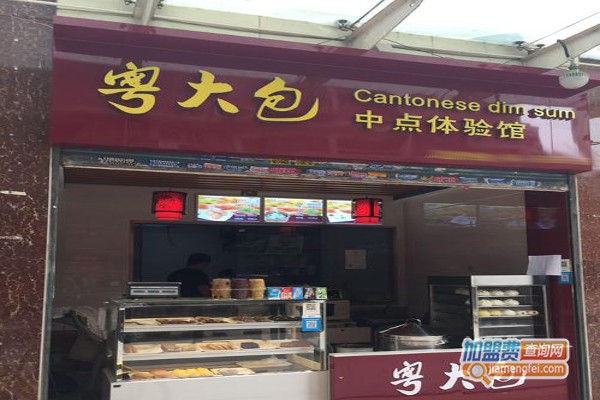 粤大包
Cantonese dim sum
中点体验馆
粤大包
加盟费查询网
jiamengfei.com